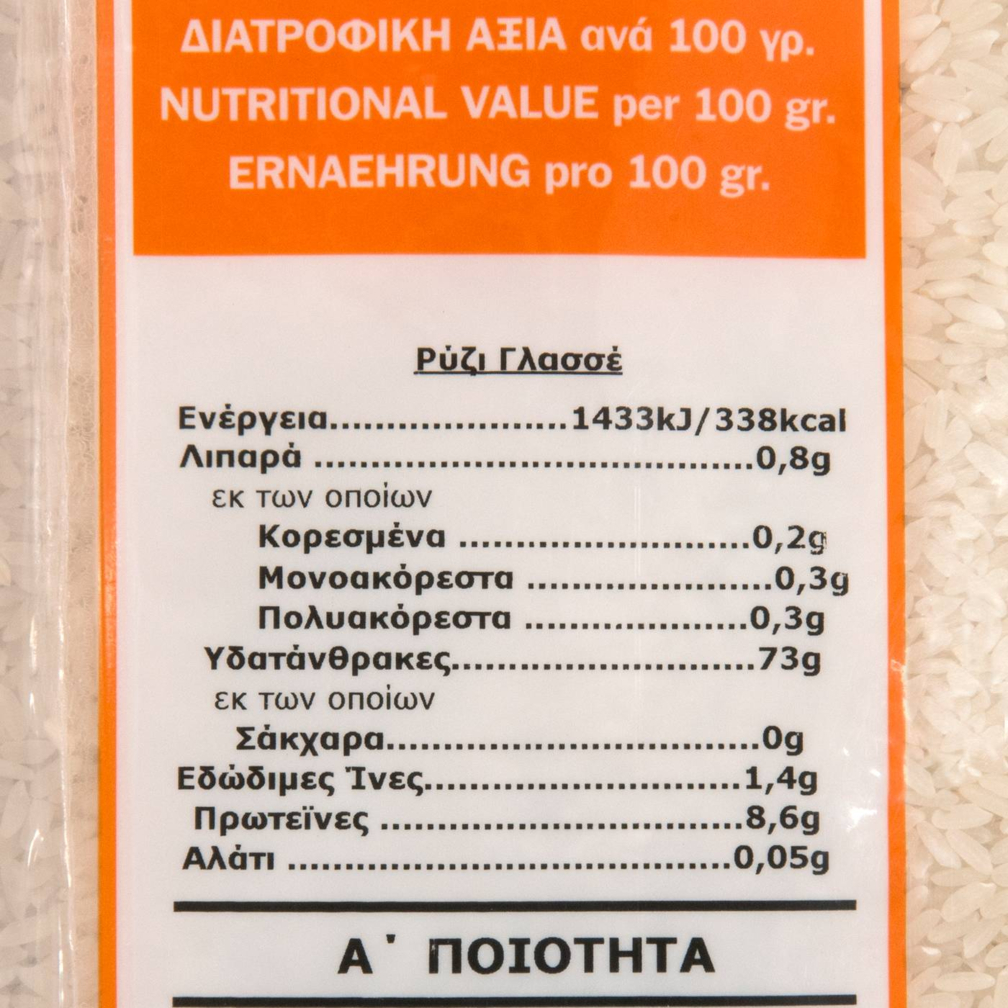 ΔΙΑΤΡΟΦΙΚΗ ΑΞΙΑ ανά 100 γρ.
NUTRITIONAL VALUE per 100 gr.
ERNAEHRUNG pro 100 gr.
Ρύζι Γλασσέ
Ενέργεια.....................1433kJ/338kcal
Λιπαρά ......................................0,8g
εκ των οποίων
Κορεσμένα .........................0,2g
Μονοακόρεστα .....................0,3g
Πολυακόρεστα ....................0,3g
Υδατάνθρακες..........................73g
εκ των οποίων
Σάκχαρα................................0g
Εδώδιμες Ίνες...........................1,4g
Πρωτεΐνες ...............................8,6g
Αλάτι ......................................0,05g
Α΄ ΠΟΙΟΤΗΤΑ